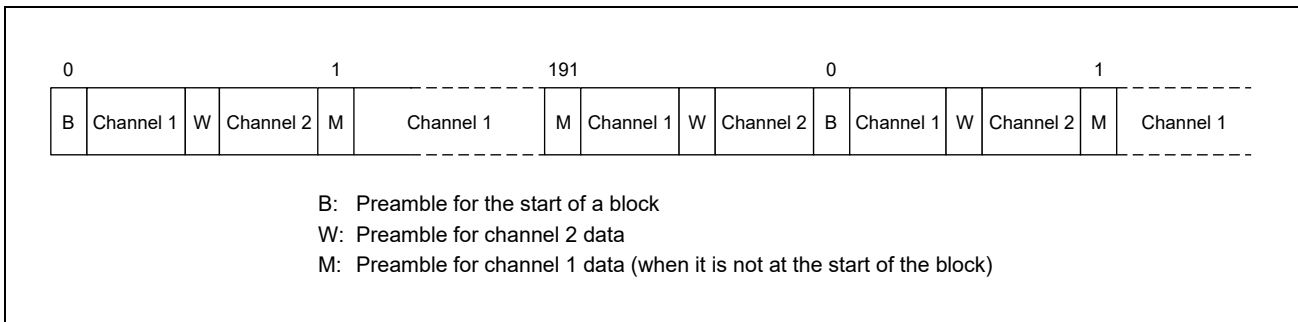 0 1 191 0 1
B Channel 1 W Channel 2 M Channel 1 M Channel 1 W Channel 2 B Channel 1 W Channel 2 M Channel 1
B: Preamble for the start of a block
W: Preamble for channel 2 data
M: Preamble for channel 1 data (when it is not at the start of the block)